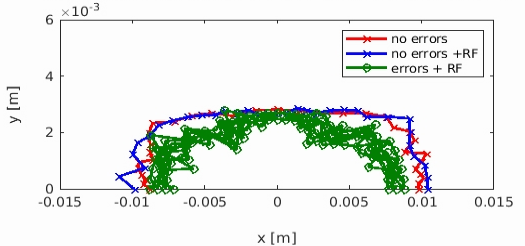 ×10⁻³
6
4
2
0
y [m]
no errors
no errors +RF
errors + RF
-0.015 -0.01 -0.005 0 0.005 0.01 0.015
x [m]